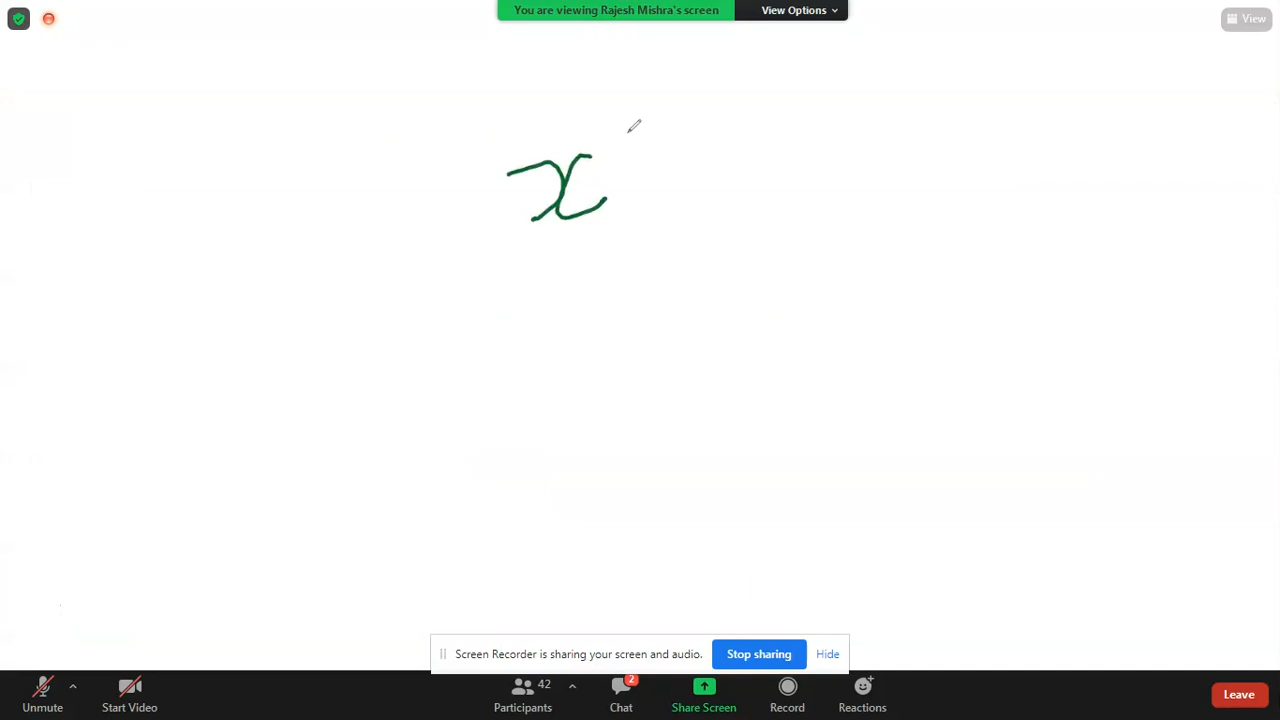 You are viewing Rajesh Mishra's screen View Options
View
x
Screen Recorder is sharing your screen and audio. Stop sharing Hide
42 2
Unmute Start Video Participants Chat Share Screen Record Reactions Leave